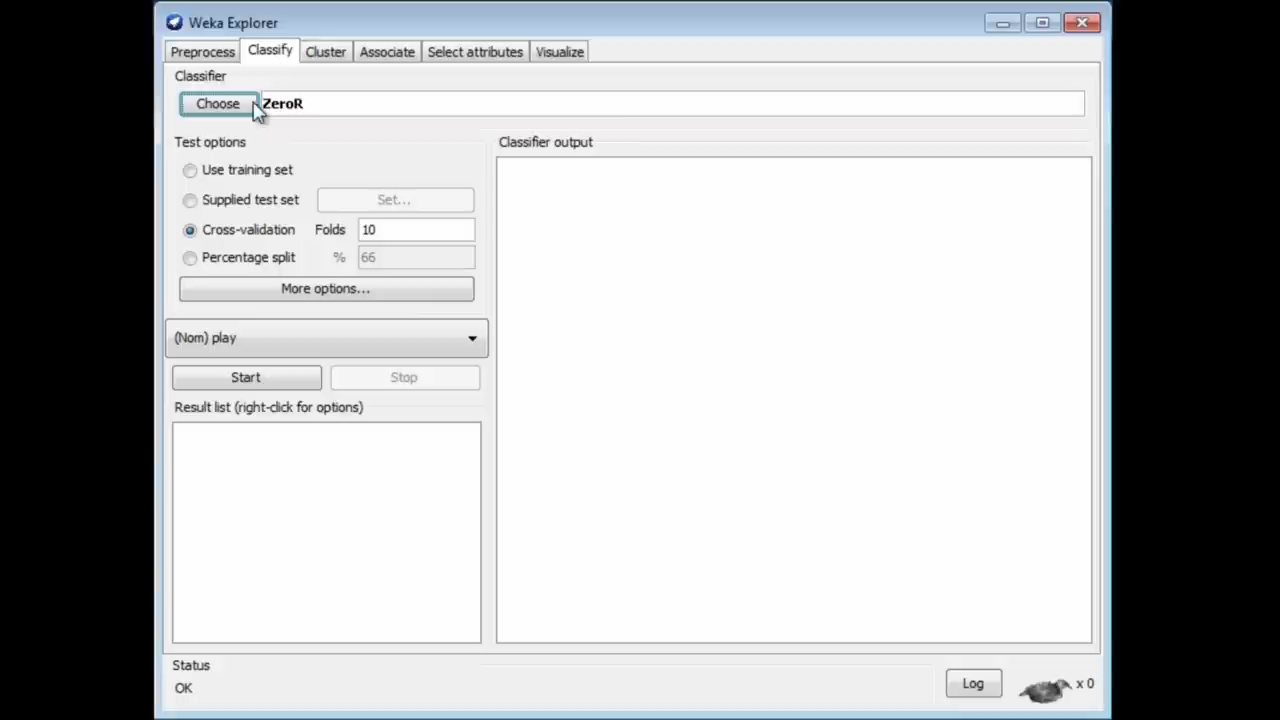 Weka Explorer
Preprocess Classify Cluster Associate Select attributes Visualize
Classifier
Choose ZeroR
Test options
Use training set
Supplied test set Set...
Cross-validation Folds 10
Percentage split % 66
More options...
(Nom) play
Start Stop
Result list (right-click for options)
Classifier output
Status
OK
Log x 0